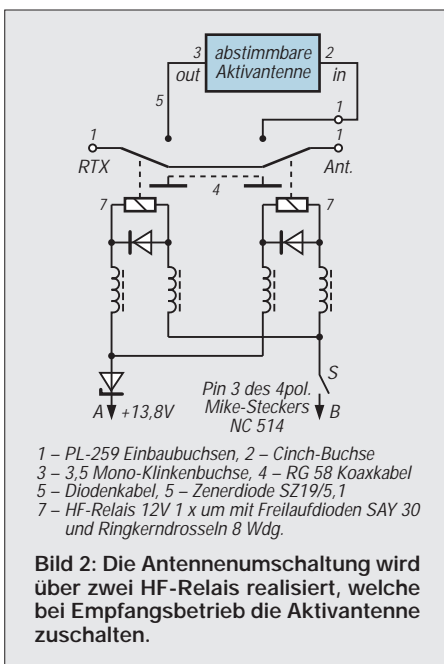 3
abstimmbare
Aktivantenne
2
out
in
5
1
1
1
RTX
Ant.
4
7
7
S
Pin 3 des 4pol.
Mike-Steckers
NC 514
A
+13,8V
B
1 – PL-259 Einbaubuchsen, 2 – Cinch-Buchse
3 – 3,5 Mono-Klinkenbuchse, 4 – RG 58 Koaxkabel
5 – Diodenkabel, 5 – Zenerdiode SZ19/5,1
7 – HF-Relais 12V 1 x um mit Freilaufdioden SAY 30
und Ringkerndrosseln 8 Wdg.
Bild 2: Die Antennenumschaltung wird
über zwei HF-Relais realisiert, welche
bei Empfangsbetrieb die Aktivantenne
zuschalten.